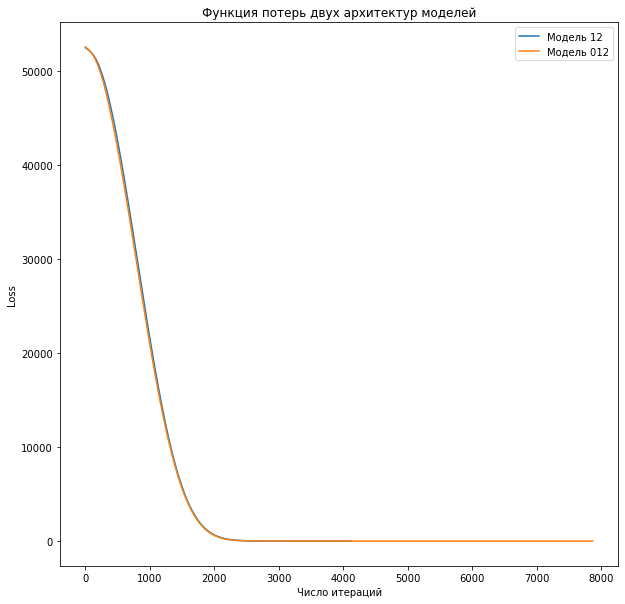 Функция потерь двух архитектур моделей
Модель 12
Модель 012
50000
40000
30000
20000
10000
0
Loss
0 1000 2000 3000 4000 5000 6000 7000 8000
Число итераций